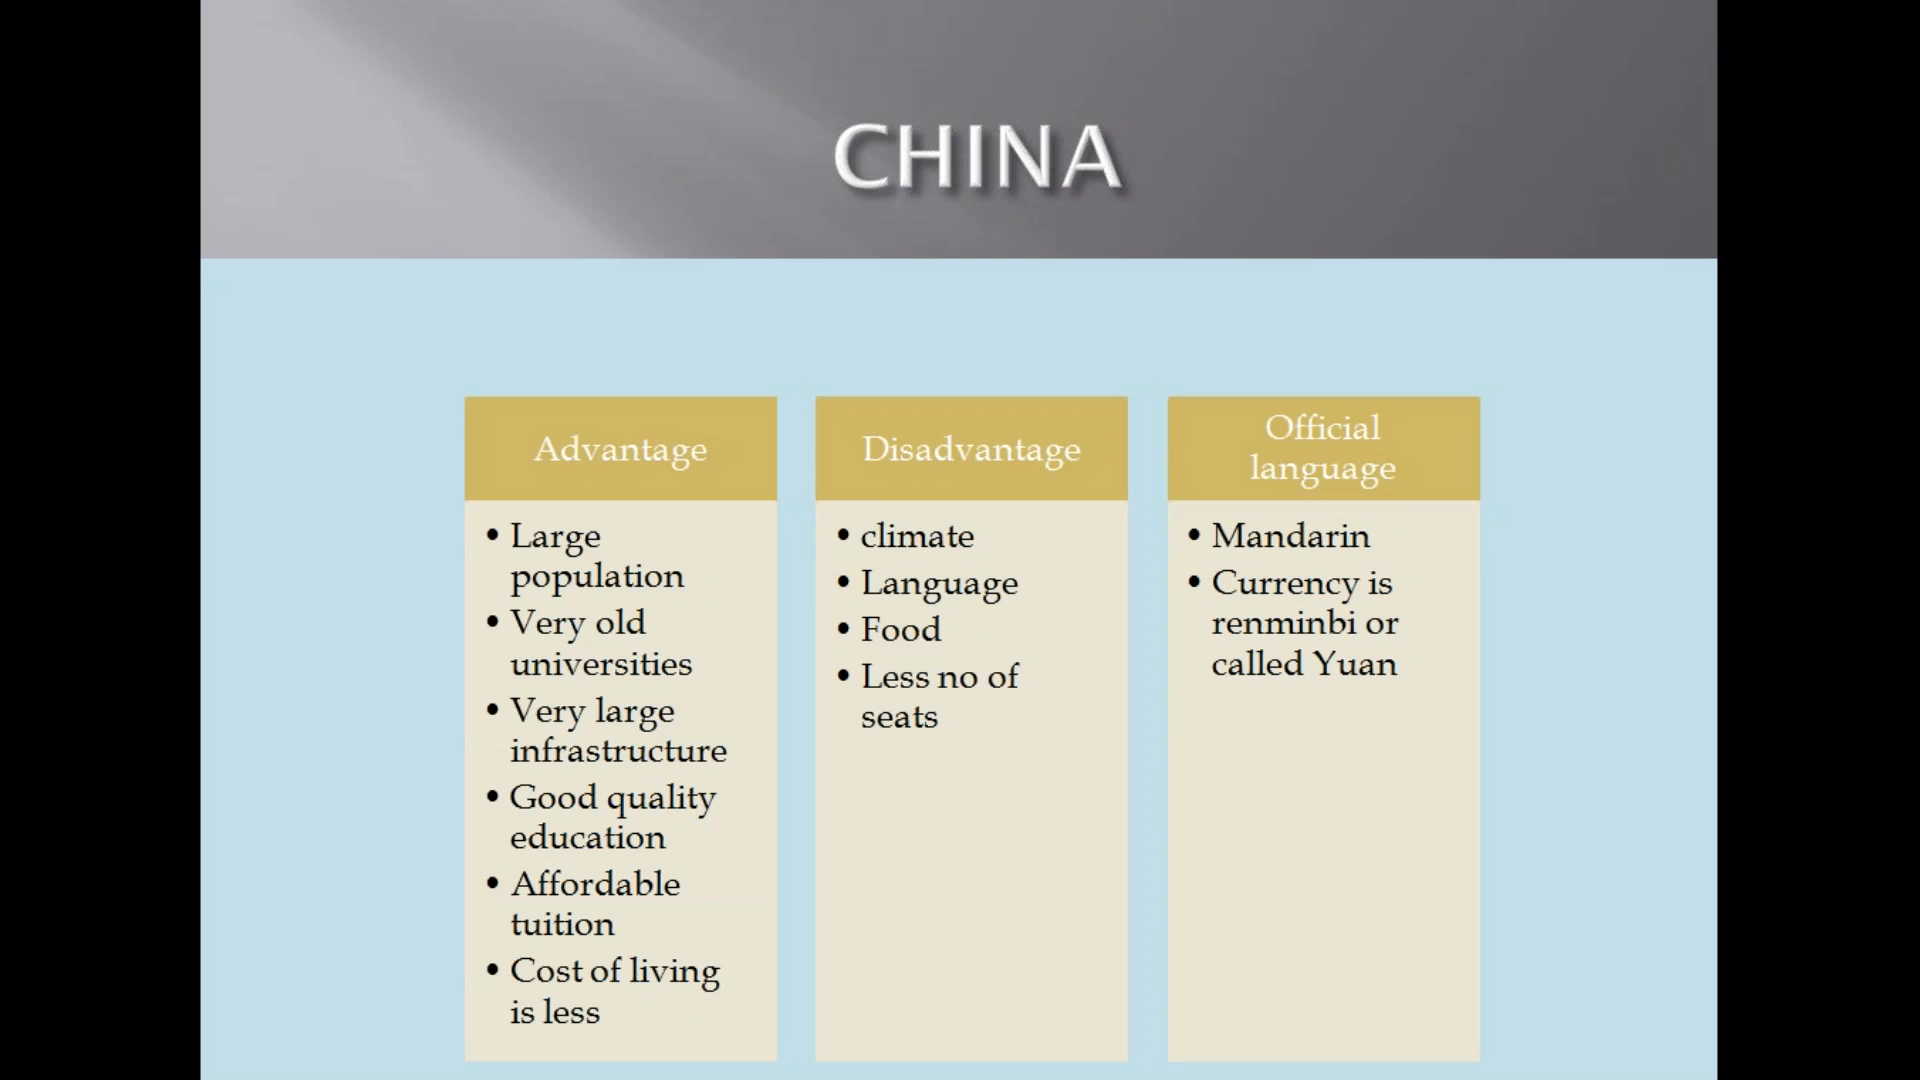 CHINA
Advantage
• Large
population
• Very old
universities
• Very large
infrastructure
• Good quality
education
• Affordable
tuition
• Cost of living
is less
Disadvantage
• climate
• Language
• Food
• Less no of
seats
Official
language
• Mandarin
• Currency is
renminbi or
called Yuan